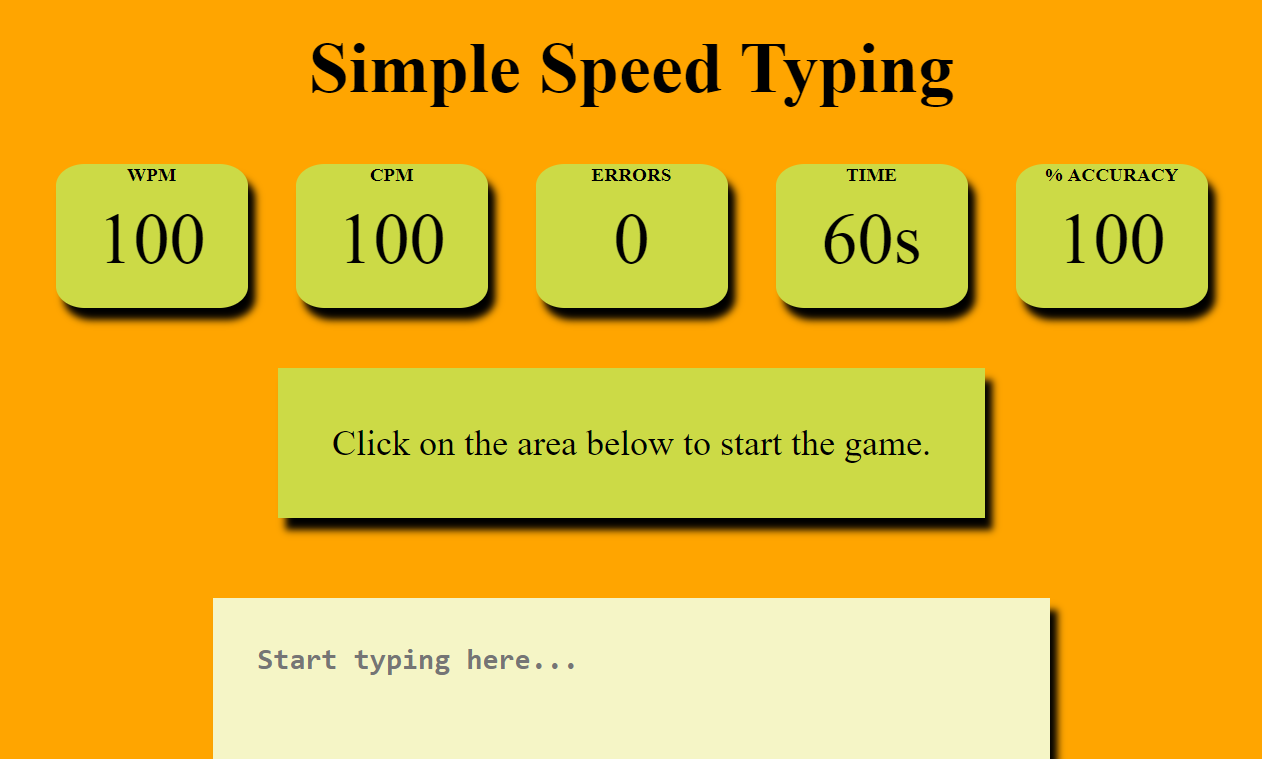 Simple Speed Typing
WPM CPM ERRORS TIME % ACCURACY
100 100 0 60s 100
Click on the area below to start the game.
Start typing here...